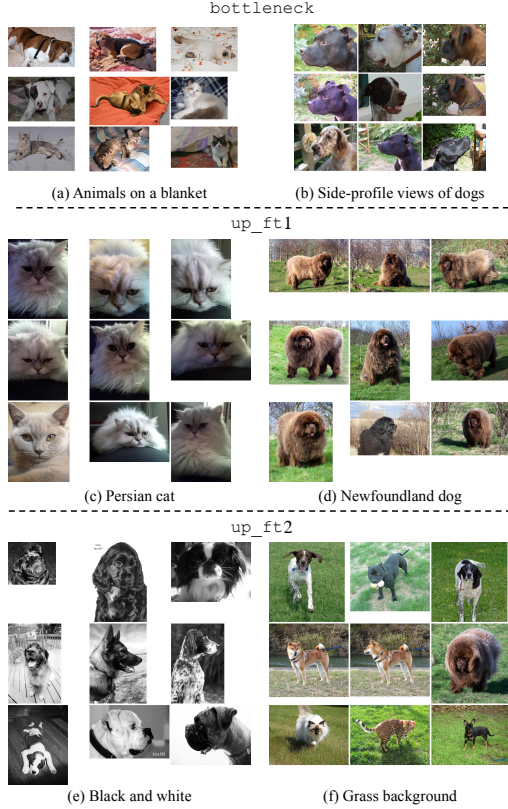 bottleneck
(a) Animals on a blanket
(b) Side-profile views of dogs
up_ft1
(c) Persian cat
(d) Newfoundland dog
up_ft2
(e) Black and white
(f) Grass background